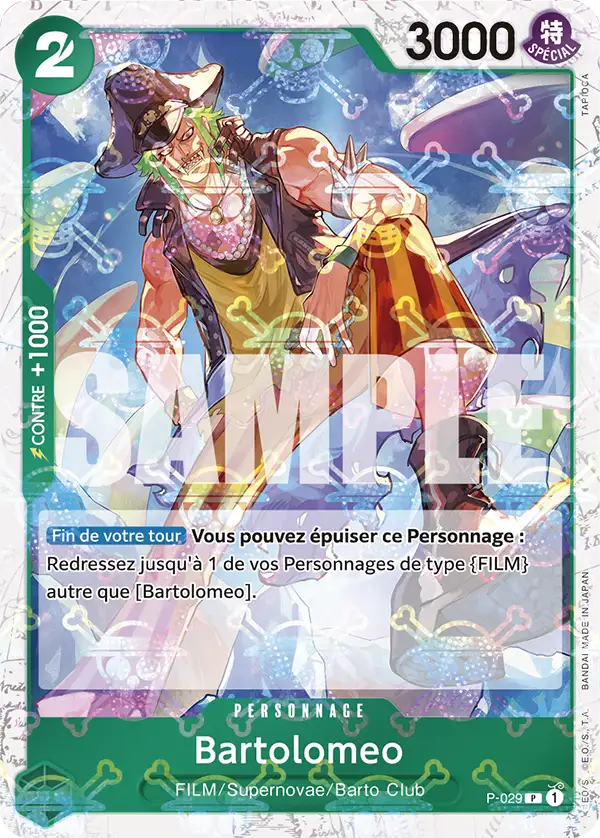 2
3000
特
SPÉCIAL
TAPIOCA
CONTRE +1000
SAMPLE
Fin de votre tour Vous pouvez épuiser ce Personnage :
Redressez jusqu'à 1 de vos Personnages de type {FILM}
autre que [Bartolomeo].
©E.O/S. ©E.O./S.,T.A. BANDAI MADE IN JAPAN
PERSONNAGE
Bartolomeo
FILM/Supernovae/Barto Club
P-029 P 1